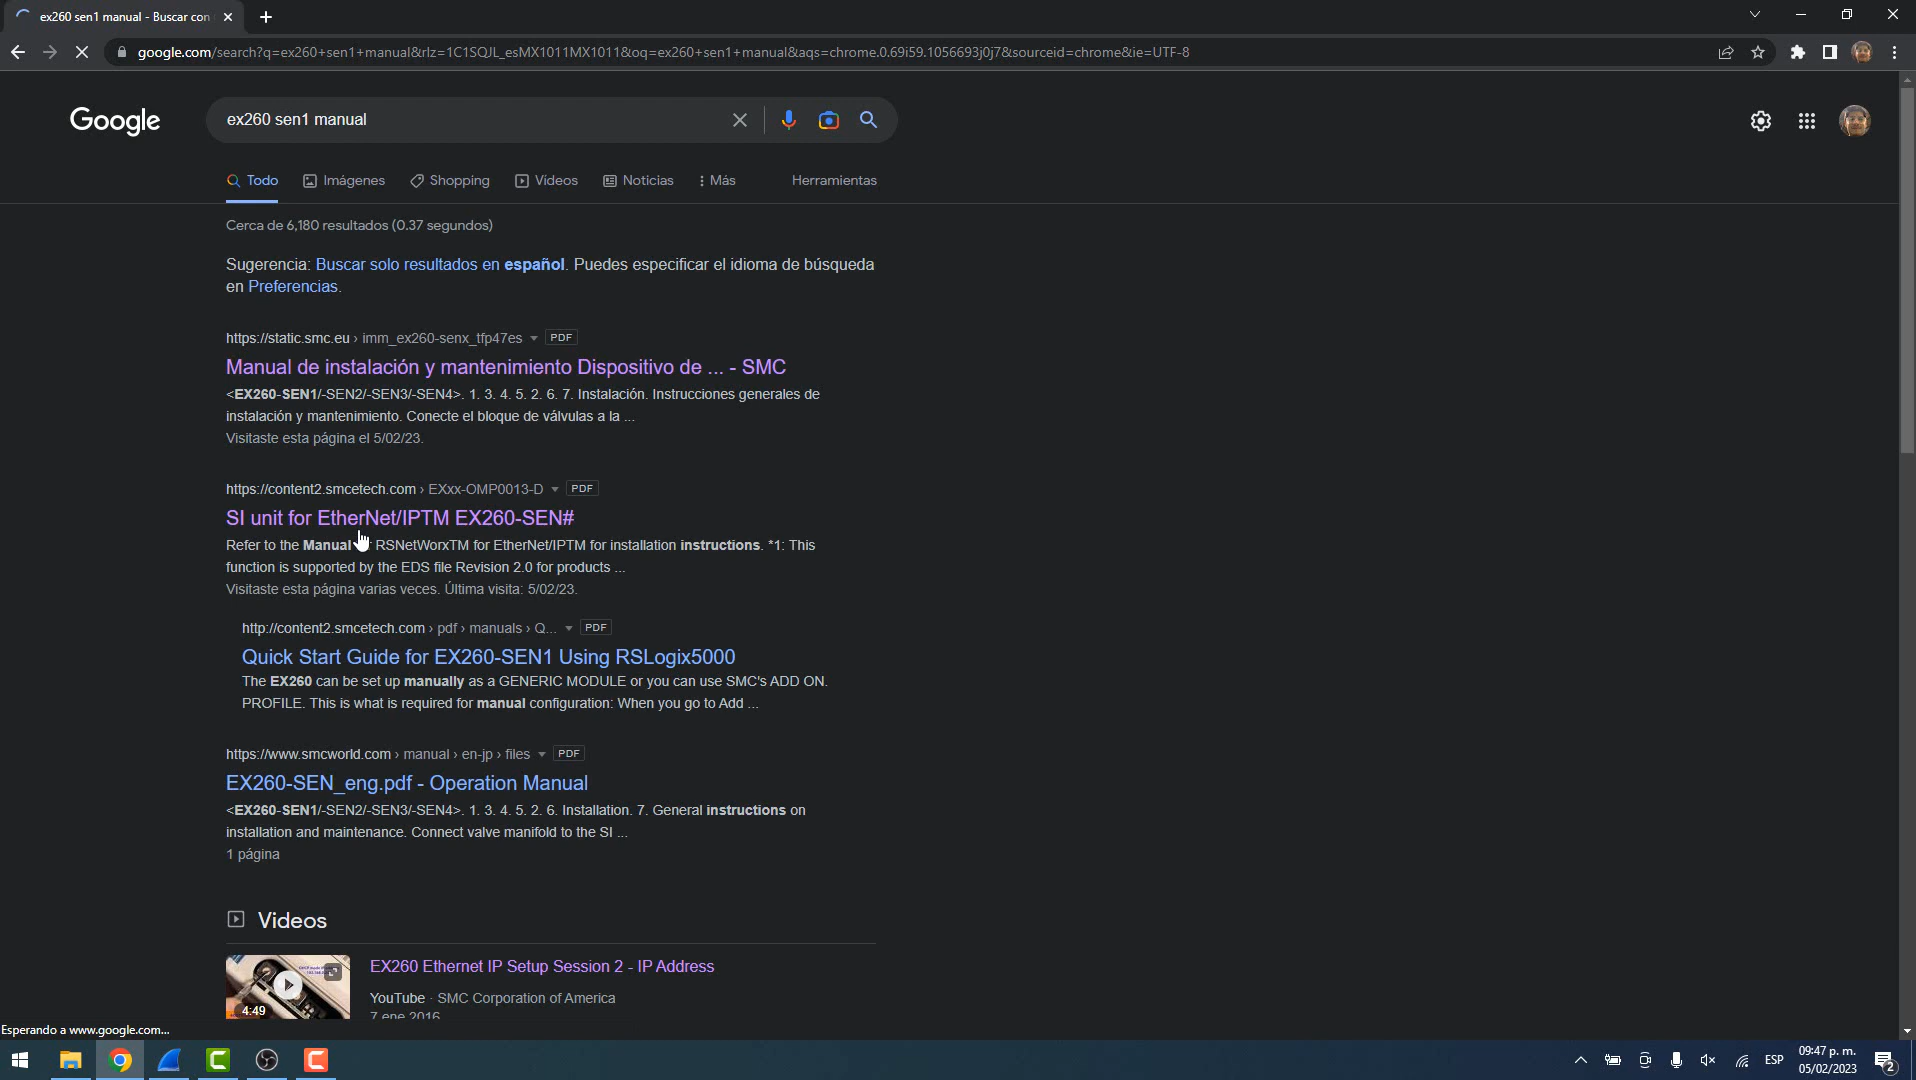 ex260 sen1 manual - Buscar con
google.com/search?q=ex260+sen1+manual&rlz=1C1SQJL_esMX1011MX1011&oq=ex260+sen1+manual&aqs=chrome.0.69i59.1056693j0j7&sourceid=chrome&ie=UTF-8
Google
ex260 sen1 manual
Todo Imágenes Shopping Vídeos Noticias Más Herramientas
Cerca de 6,180 resultados (0.37 segundos)
Sugerencia: Buscar solo resultados en español. Puedes especificar el idioma de búsqueda
en Preferencias.
https://static.smc.eu › imm_ex260-senx_tfp47es PDF
Manual de instalación y mantenimiento Dispositivo de ... - SMC
<EX260-SEN1/-SEN2/-SEN3/-SEN4>. 1. 3. 4. 5. 2. 6. 7. Instalación. Instrucciones generales de
instalación y mantenimiento. Conecte el bloque de válvulas a la ...
Visitaste esta página el 5/02/23.
https://content2.smcetech.com › EXxx-OMP0013-D PDF
SI unit for EtherNet/IPTM EX260-SEN#
Refer to the Manual RSNetWorxTM for EtherNet/IPTM for installation instructions. *1: This
function is supported by the EDS file Revision 2.0 for products ...
Visitaste esta página varias veces. Última visita: 5/02/23.
http://content2.smcetech.com › pdf › manuals › Q... PDF
Quick Start Guide for EX260-SEN1 Using RSLogix5000
The EX260 can be set up manually as a GENERIC MODULE or you can use SMC's ADD ON.
PROFILE. This is what is required for manual configuration: When you go to Add ...
https://www.smcworld.com › manual › en-jp › files PDF
EX260-SEN_eng.pdf - Operation Manual
<EX260-SEN1/-SEN2/-SEN3/-SEN4>. 1. 3. 4. 5. 2. 6. Installation. 7. General instructions on
installation and maintenance. Connect valve manifold to the SI ...
1 página
Videos
EX260 Ethernet IP Setup Session 2 - IP Address
YouTube · SMC Corporation of America
4:49
7 ene 2016
Esperando a www.google.com...
ESP
09:47 p. m.
05/02/2023
2